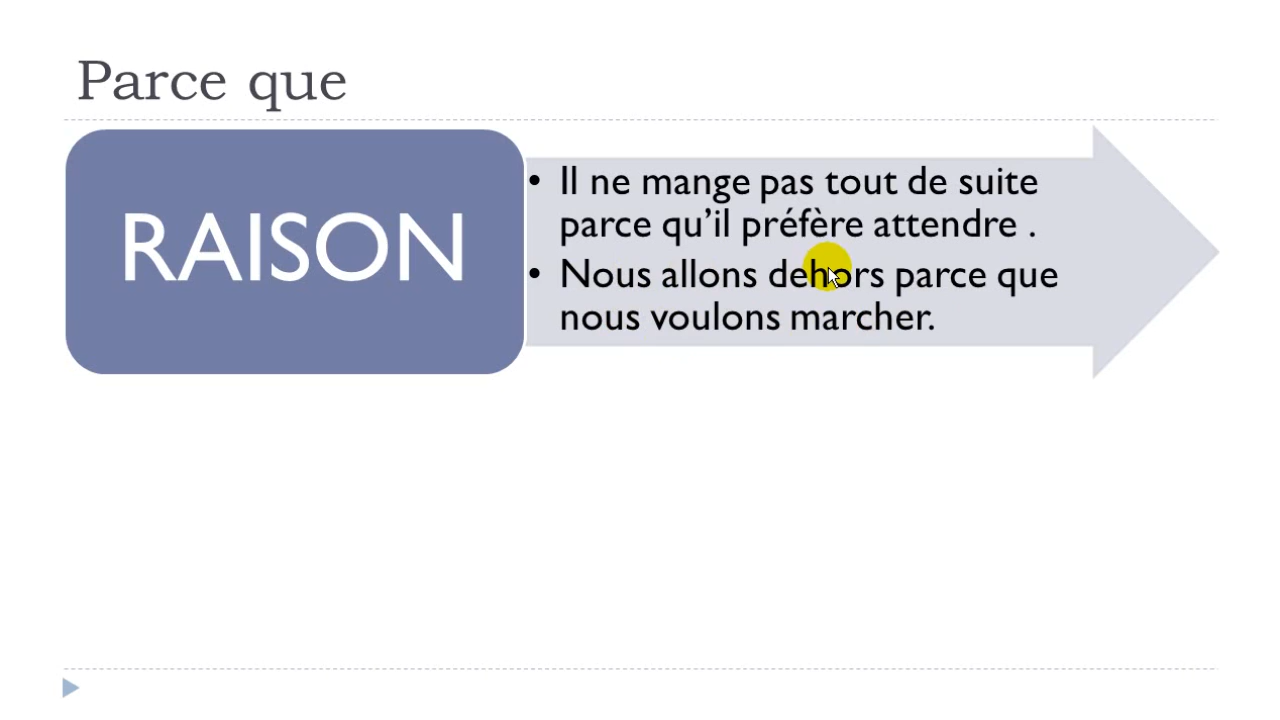 Parce que
RAISON
• Il ne mange pas tout de suite
parce qu’il préfère attendre .
• Nous allons dehors parce que
nous voulons marcher.